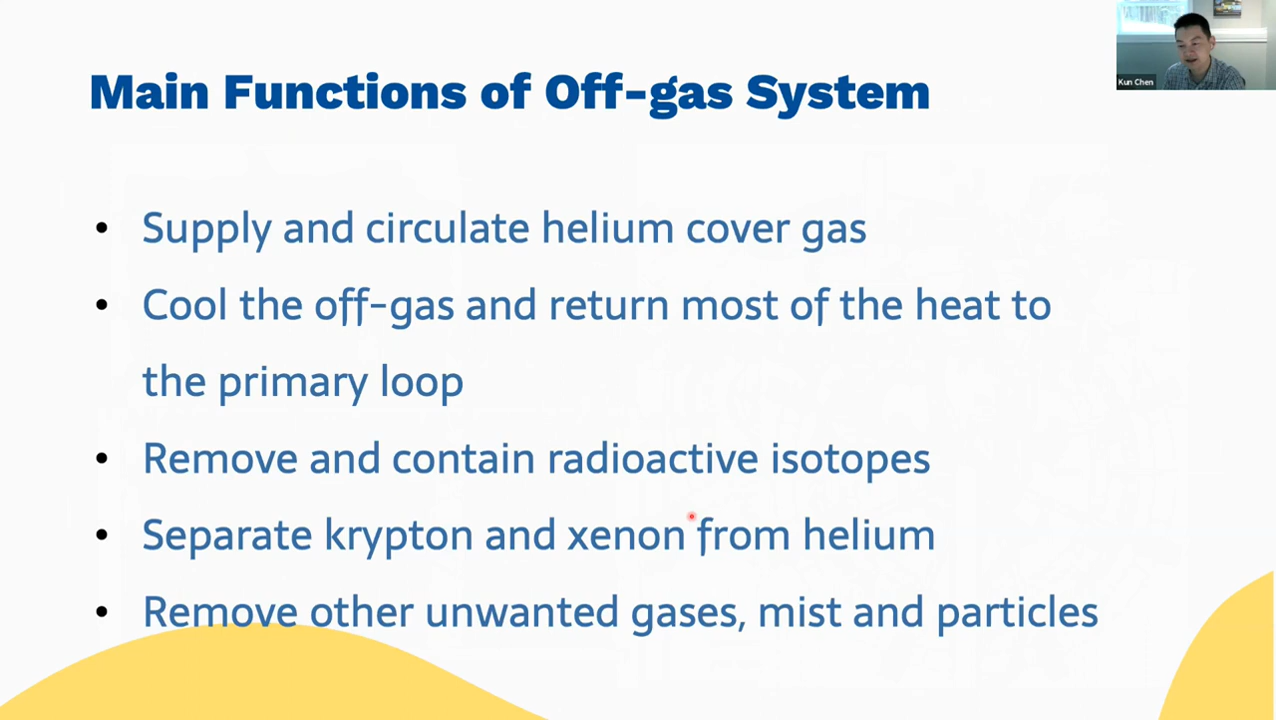 Main Functions of Off-gas System
Kun Chen
• Supply and circulate helium cover gas
• Cool the off-gas and return most of the heat to
the primary loop
• Remove and contain radioactive isotopes
• Separate krypton and xenon from helium
• Remove other unwanted gases, mist and particles